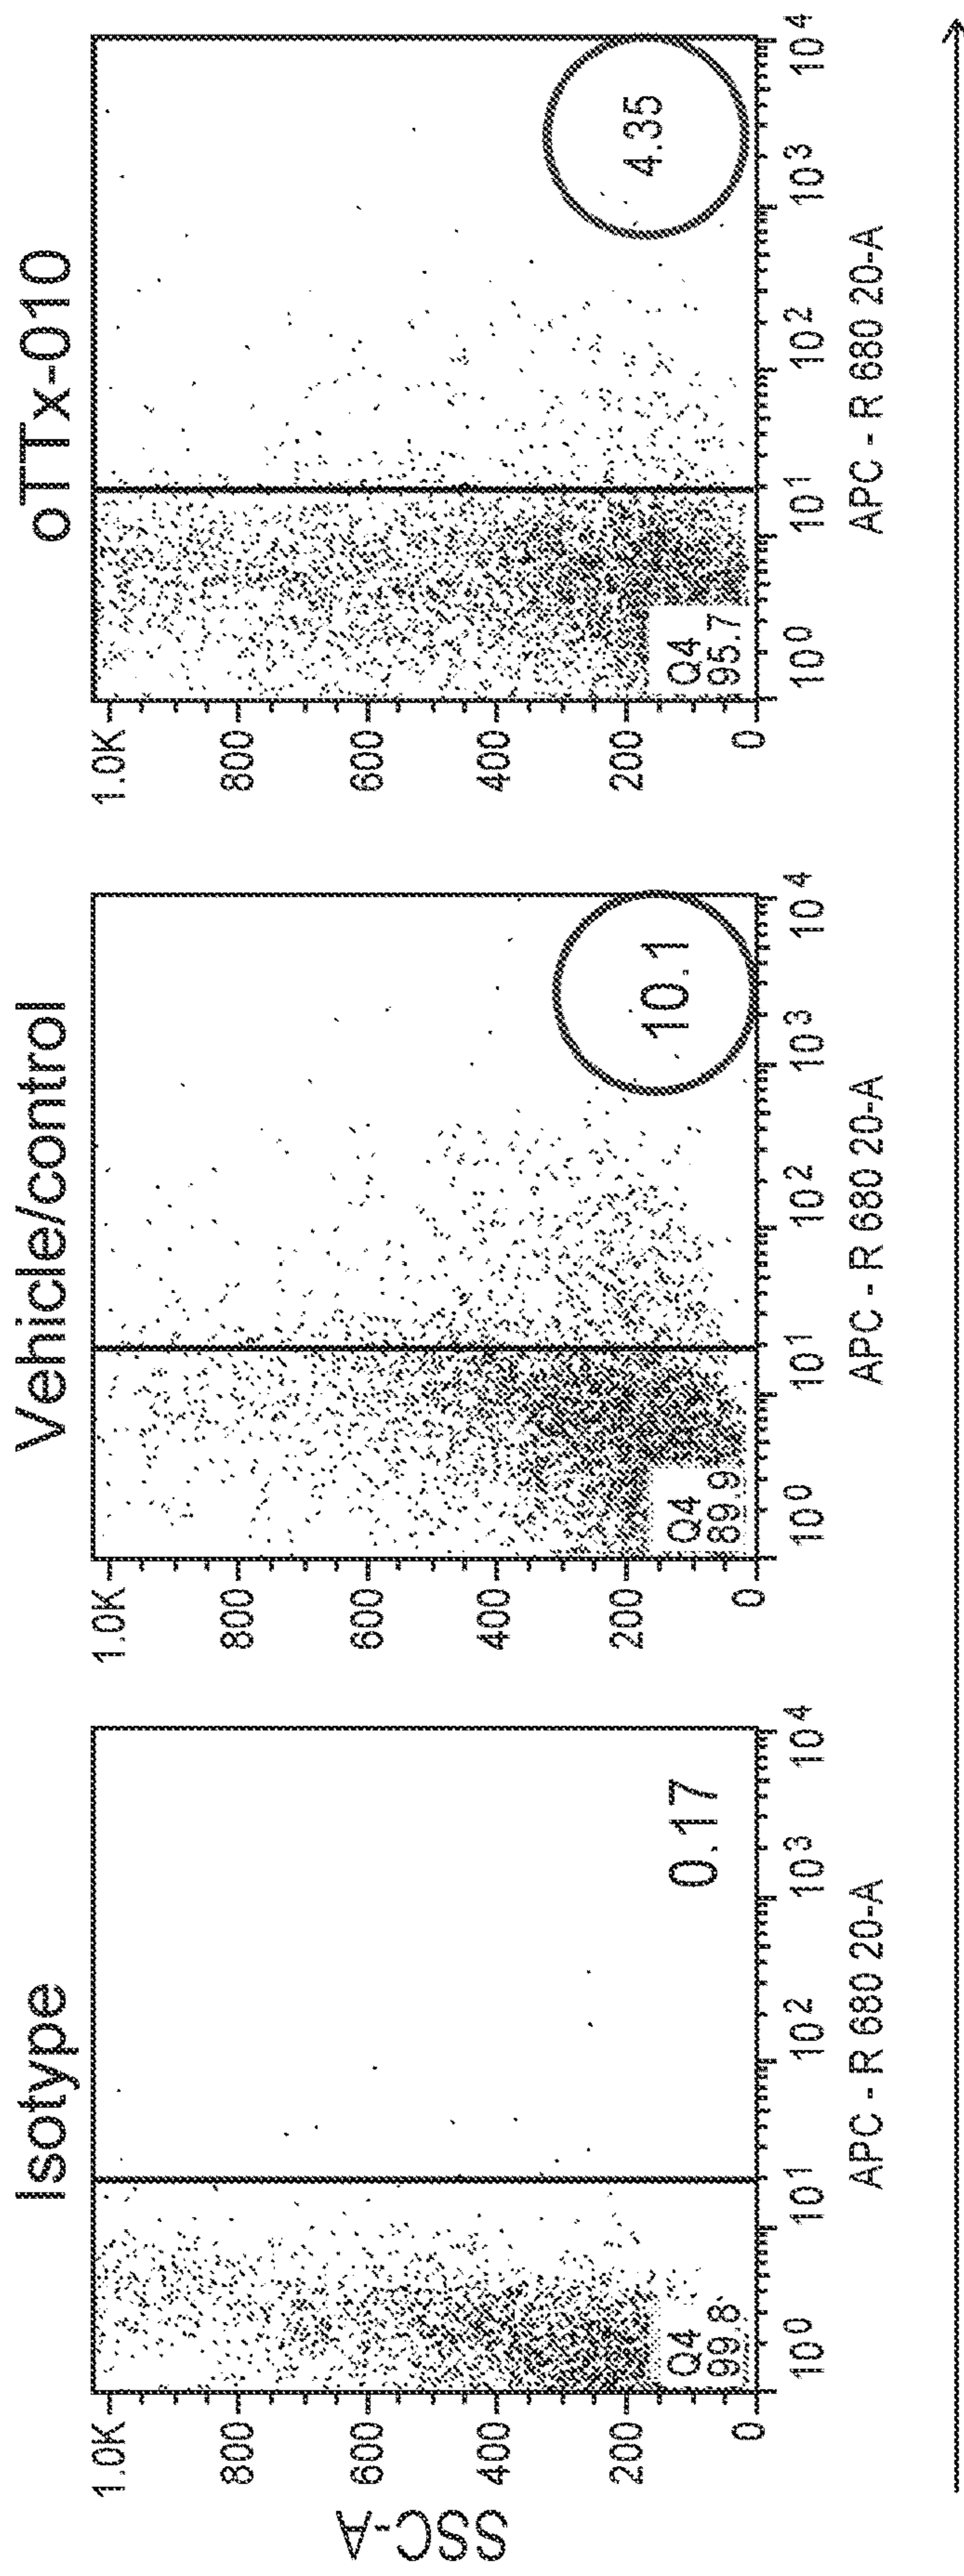 Isotype
SSC-A
1.0K
800
600
400
200
0
Q4
99.8
0.17
10⁰ 10¹ 10² 10³ 10⁴
APC - R 680 20-A
Vehicle/control
1.0K
800
600
400
200
0
Q4
89.9
10.1
10⁰ 10¹ 10² 10³ 10⁴
APC - R 680 20-A
oTTx-010
1.0K
800
600
400
200
0
Q4
95.7
4.35
10⁰ 10¹ 10² 10³ 10⁴
APC - R 680 20-A